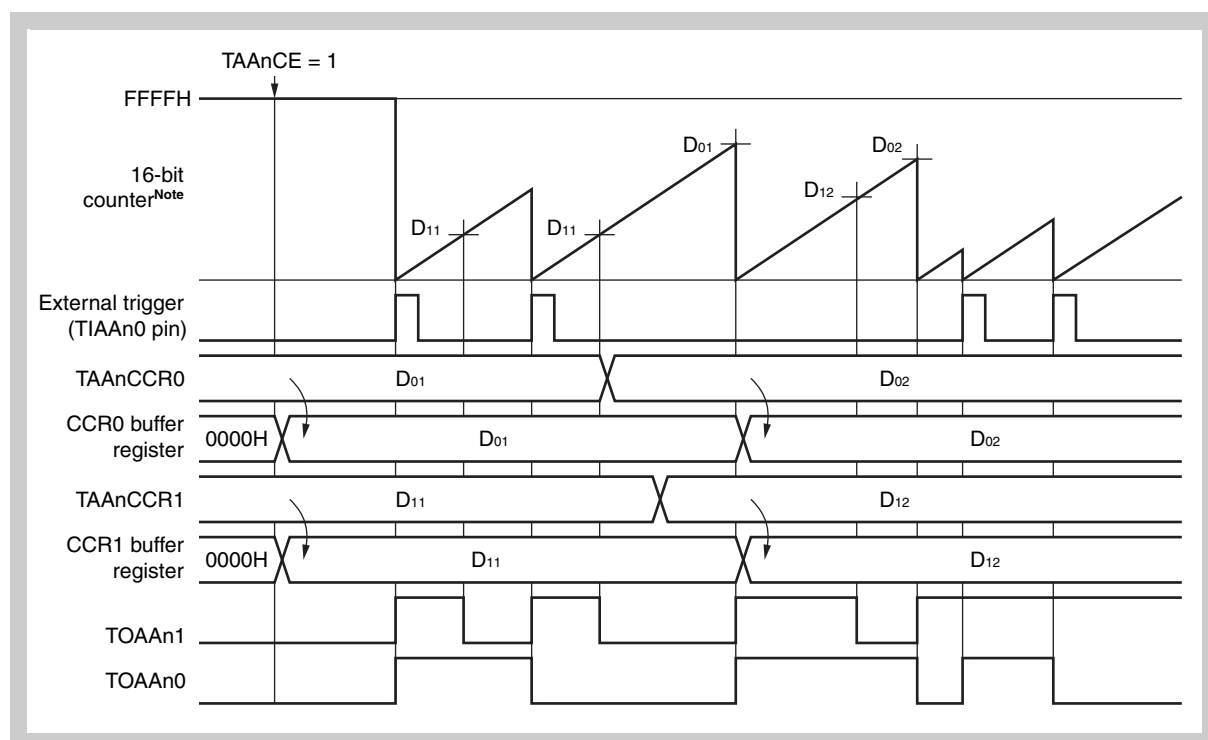 TAAnCE = 1
FFFFH
16-bit
counterNote
D11
D11
D01
D12
D02
External trigger
(TIAAn0 pin)
TAAnCCR0
D01
D02
CCR0 buffer
register
0000H
D01
D02
TAAnCCR1
D11
D12
CCR1 buffer
register
0000H
D11
D12
TOAAn1
TOAAn0